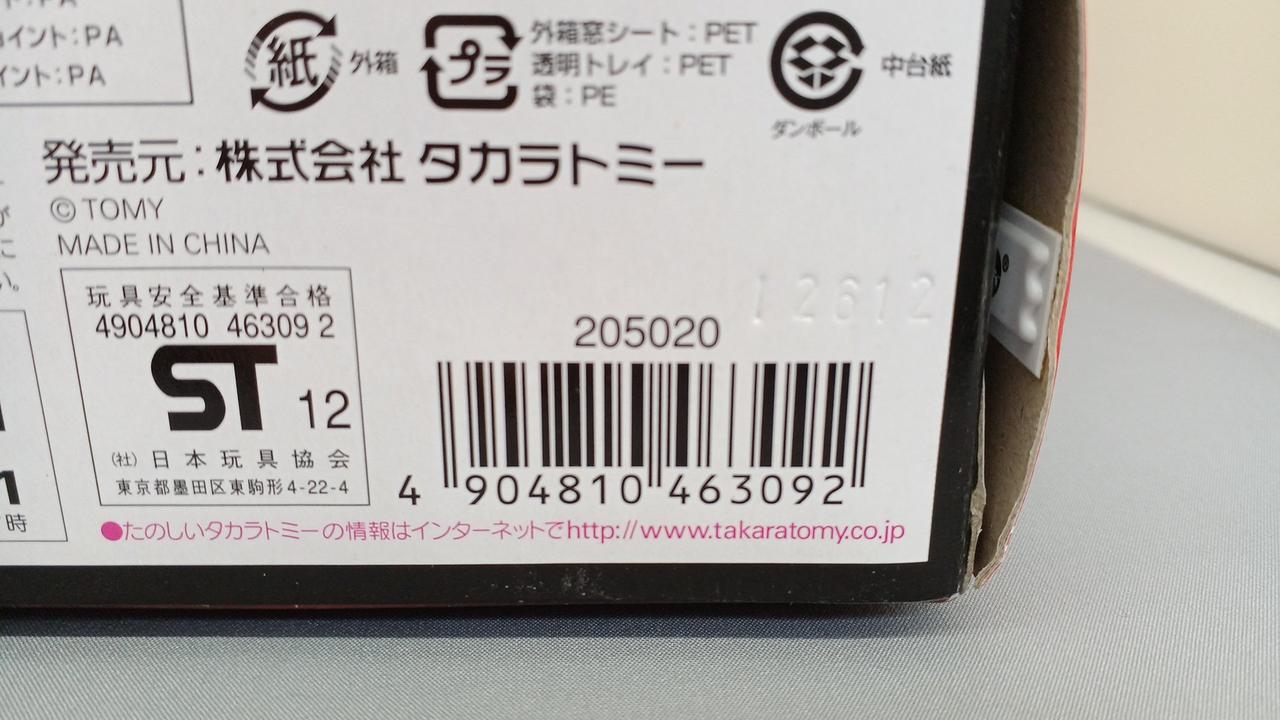 イント:PA
イント:PA
紙 外箱
プラ
外箱窓シート:PET
透明トレイ:PET
袋:PE
ダンボール
中台紙
発売元:株式会社 タカラトミー
© TOMY
MADE IN CHINA
玩具安全基準合格
4904810 46309 2
ST 12
(社) 日本玩具協会
東京都墨田区東駒形4-22-4
12612
205020
4 904810 463092
●たのしいタカラトミーの情報はインターネットでhttp://www.takaratomy.co.jp
時